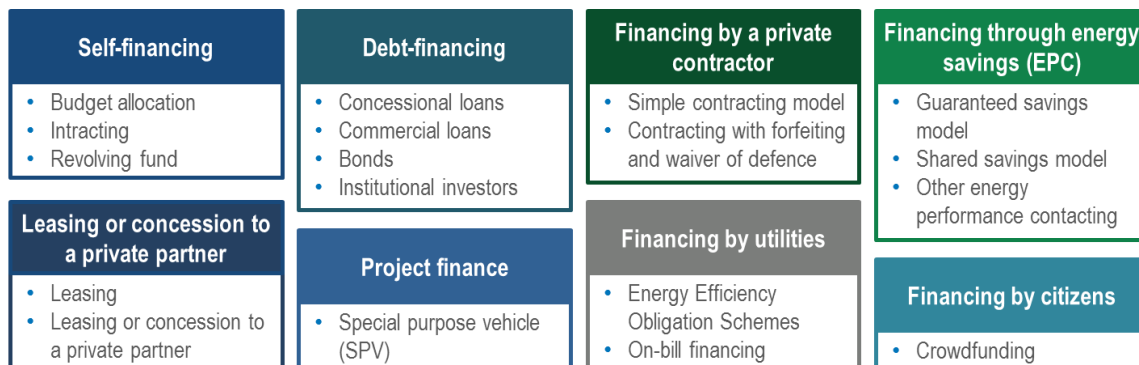 Self-financing
• Budget allocation
• Intracting
• Revolving fund
Debt-financing
• Concessional loans
• Commercial loans
• Bonds
• Institutional investors
Financing by a private
contractor
• Simple contracting model
• Contracting with forfeiting
and waiver of defence
Financing through energy
savings (EPC)
• Guaranteed savings
model
• Shared savings model
• Other energy
performance contacting
Leasing or concession to
a private partner
• Leasing
• Leasing or concession to
a private partner
Project finance
• Special purpose vehicle
(SPV)
Financing by utilities
• Energy Efficiency
Obligation Schemes
• On-bill financing
Financing by citizens
• Crowdfunding